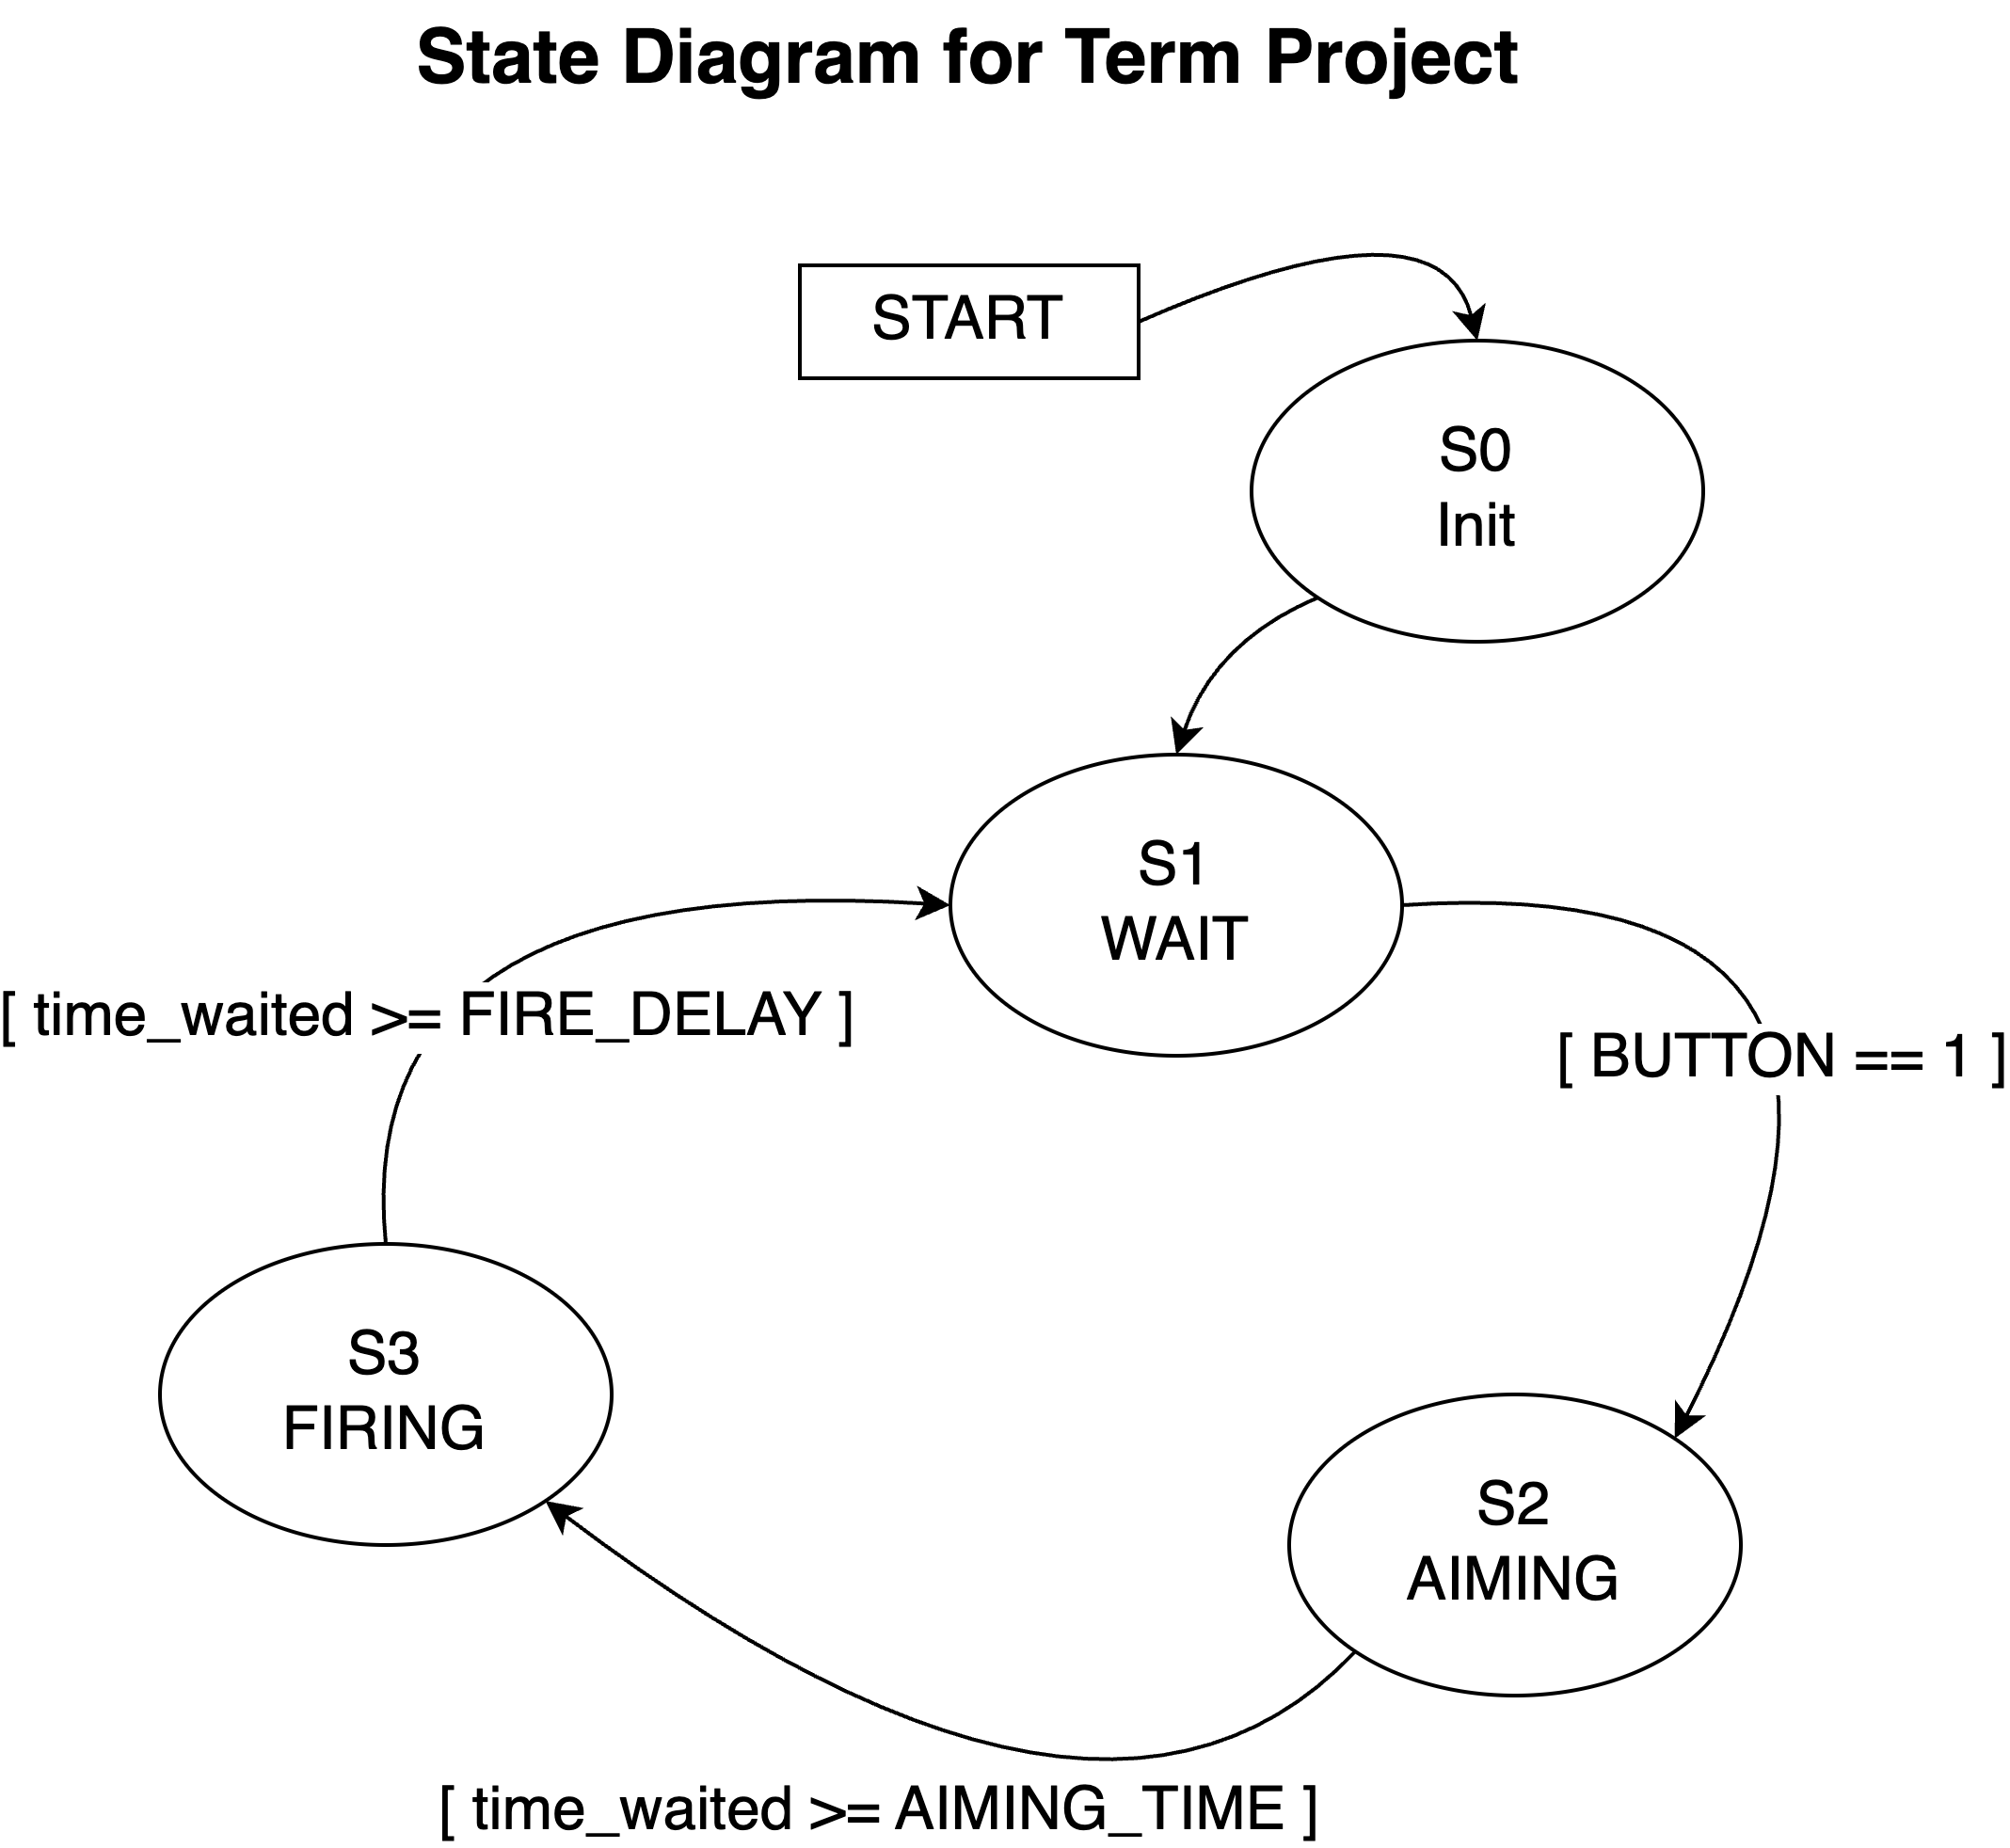 State Diagram for Term Project
START
S0
Init
S1
WAIT
[ time_waited >= FIRE_DELAY ]
[ BUTTON == 1 ]
S3
FIRING
S2
AIMING
[ time_waited >= AIMING_TIME ]